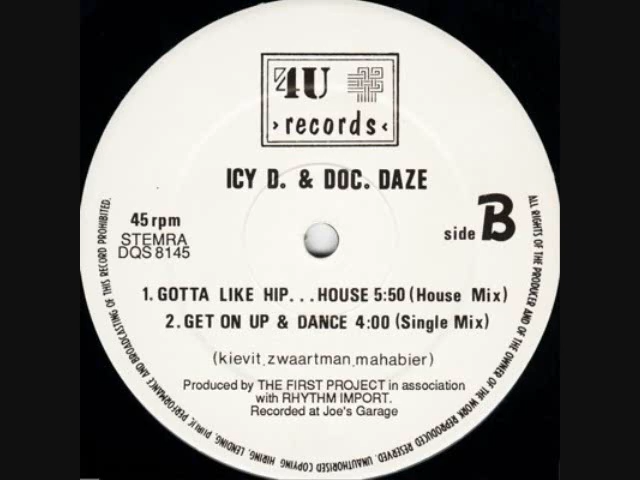 4U
›records‹
ICY D. & DOC. DAZE
45 rpm
STEMRA
DQS 8145
side B
1. GOTTA LIKE HIP...HOUSE 5:50 (House Mix)
2. GET ON UP & DANCE 4:00 (Single Mix)
(kievit,zwaartman,mahabier)
Produced by THE FIRST PROJECT in association
with RHYTHM IMPORT.
Recorded at Joe's Garage
ALL RIGHTS OF THE PRODUCER AND OF THE OWNER OF THE WORK REPRODUCED RESERVED. UNAUTHORISED COPYING HIRING, LENDING, PUBLIC PERFORMANCE AND BROADCASTING OF THIS RECORD PROHIBITED.